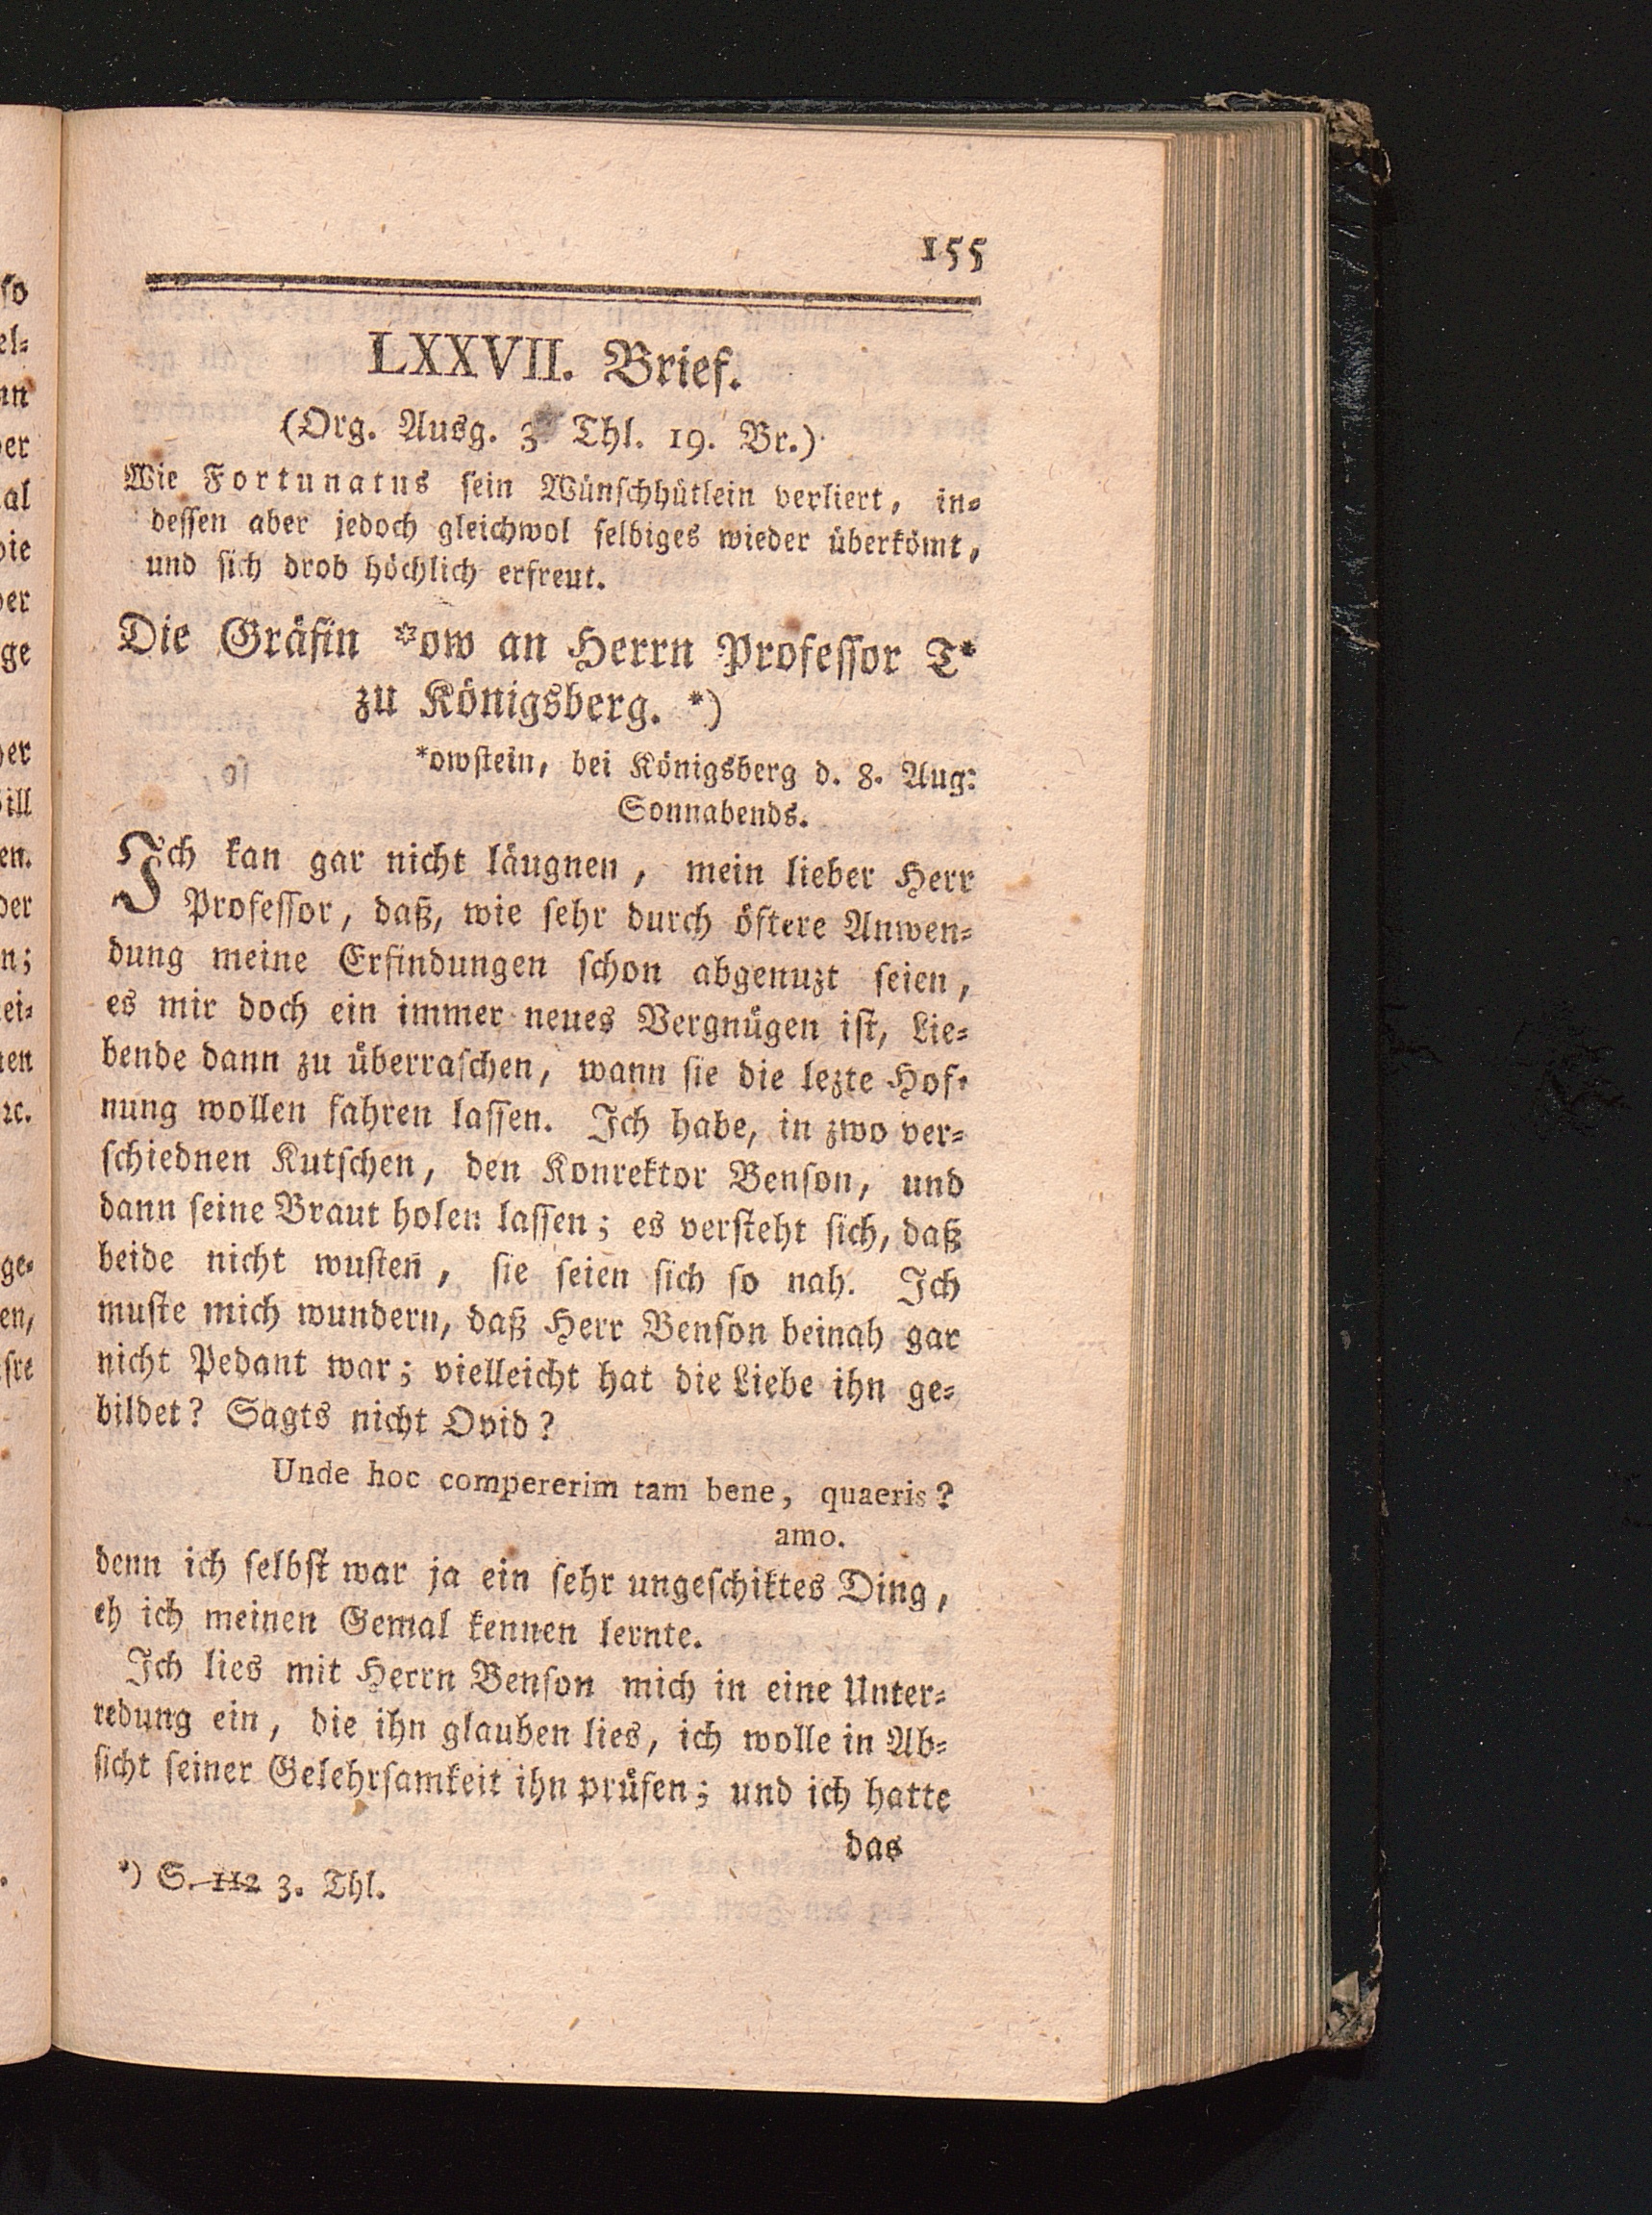 155
LXXVII. Brief.
(Org. Ausg. 3 Thl. 19. Br.)
Wie Fortunatus sein Wünschhütlein verliert, in-
dessen aber jedoch gleichwol selbiges wieder überkömt,
und sich drob höchlich erfreut.
Die Gräfin *ow an Herrn Professor T*
zu Königsberg. *)
*owstein, bei Königsberg d. 8. Aug:
Sonnabends.
Ich kan gar nicht läugnen, mein lieber Herr
Professor, daß, wie sehr durch öftere Anwen-
dung meine Erfindungen schon abgenuzt seien,
es mir doch ein immer neues Vergnügen ist, Lie-
bende dann zu überraschen, wann sie die lezte Hof-
nung wollen fahren lassen. Ich habe, in zwo ver-
schiednen Kutschen, den Konrektor Benson, und
dann seine Braut holen lassen; es versteht sich, daß
beide nicht wusten, sie seien sich so nah. Ich
muste mich wundern, daß Herr Benson beinah gar
nicht Pedant war; vielleicht hat die Liebe ihn ge-
bildet? Sagts nicht Ovid?
Unde hoc compererim tam bene, quaeris?
amo.
denn ich selbst war ja ein sehr ungeschiktes Ding,
eh ich meinen Gemal kennen lernte.
Ich lies mit Herrn Benson mich in eine Unter-
redung ein, die ihn glauben lies, ich wolle in Ab-
sicht seiner Gelehrsamkeit ihn prüfen; und ich hatte
das
*) S. 112 3. Thl.